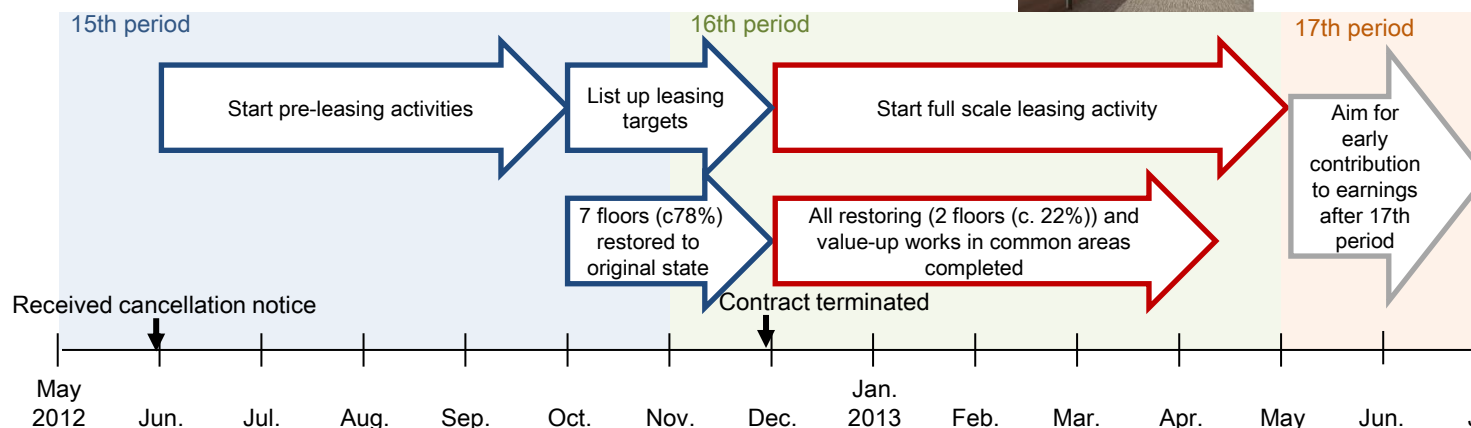 15th period
16th period
17th period
Start pre-leasing activities
List up leasing
targets
Start full scale leasing activity
Aim for
early
contribution
to earnings
after 17th
period
7 floors (c78%)
restored to
original state
All restoring (2 floors (c. 22%)) and
value-up works in common areas
completed
Received cancellation notice
Contract terminated
May
2012
Jun.
Jul.
Aug.
Sep.
Oct.
Nov.
Dec.
Jan.
2013
Feb.
Mar.
Apr.
May
Jun.